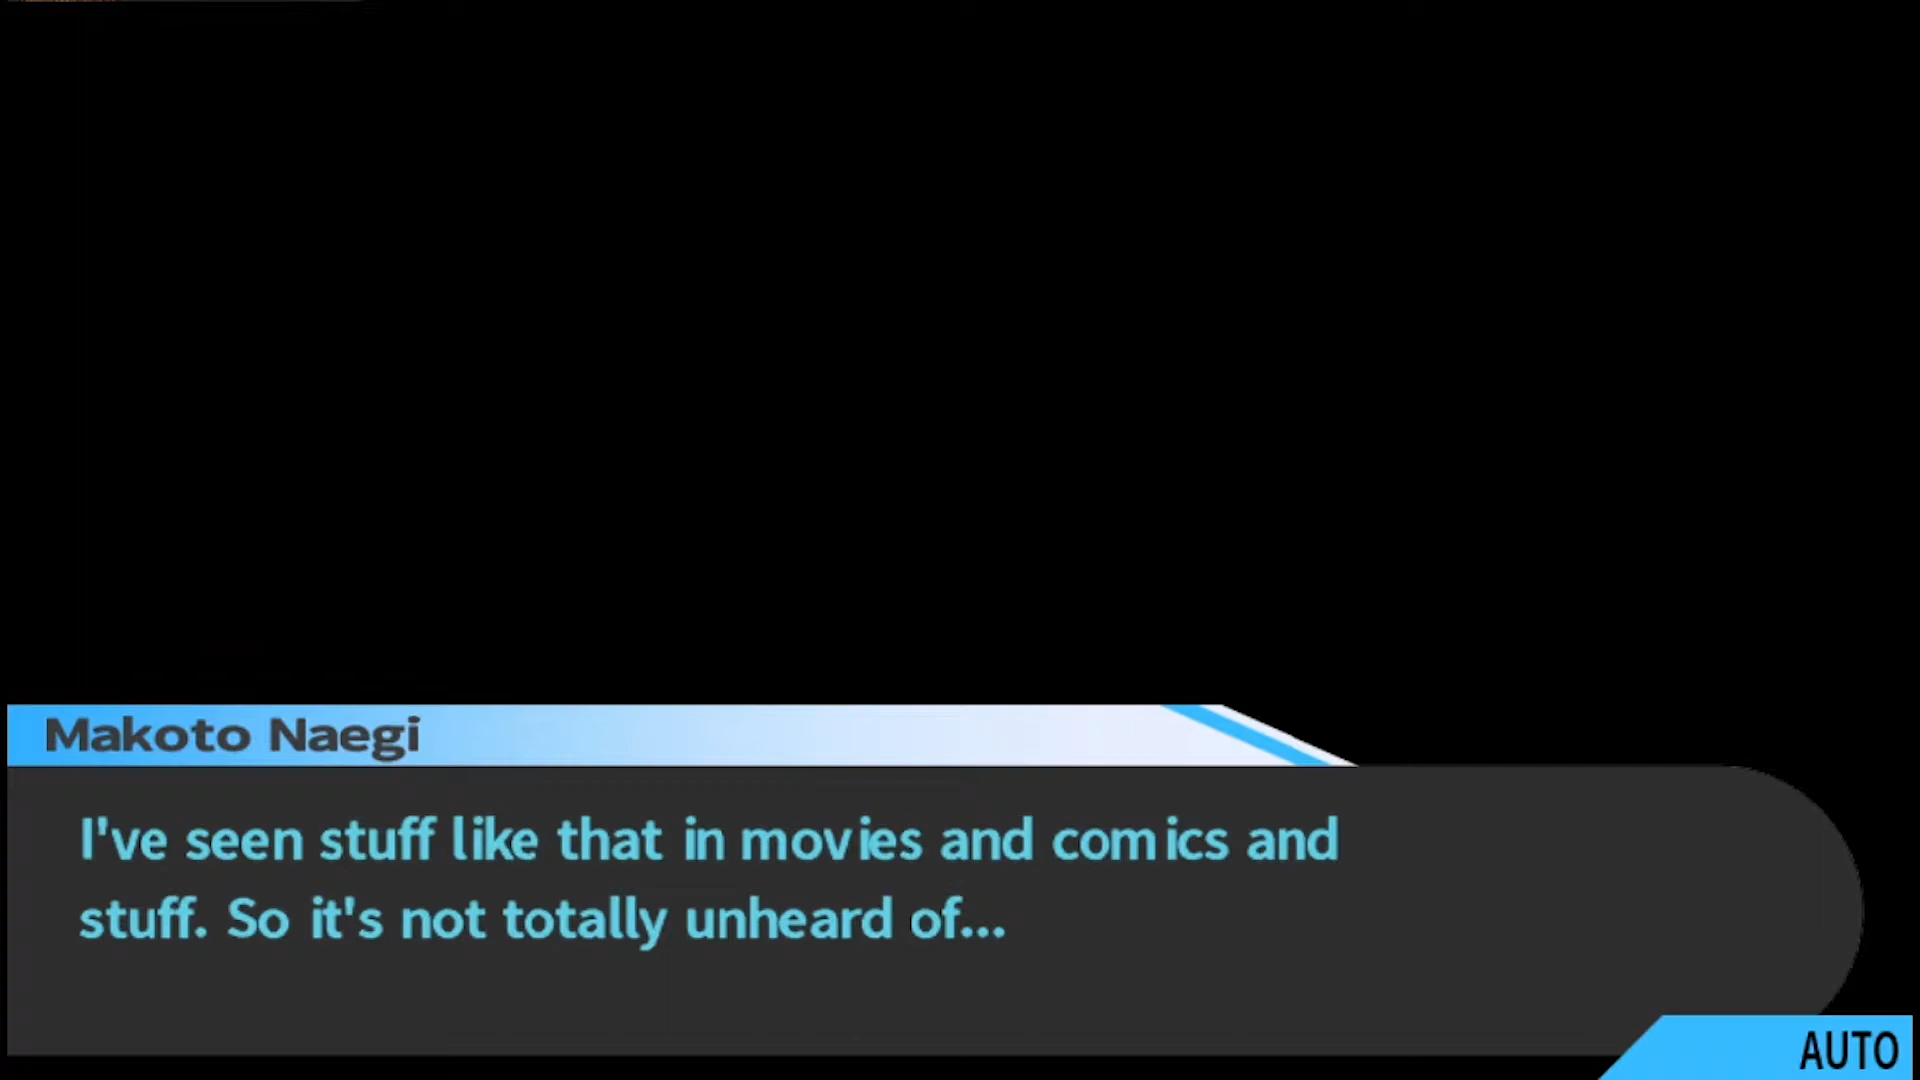 Makoto Naegi
I've seen stuff like that in movies and comics and
stuff. So it's not totally unheard of...
AUTO